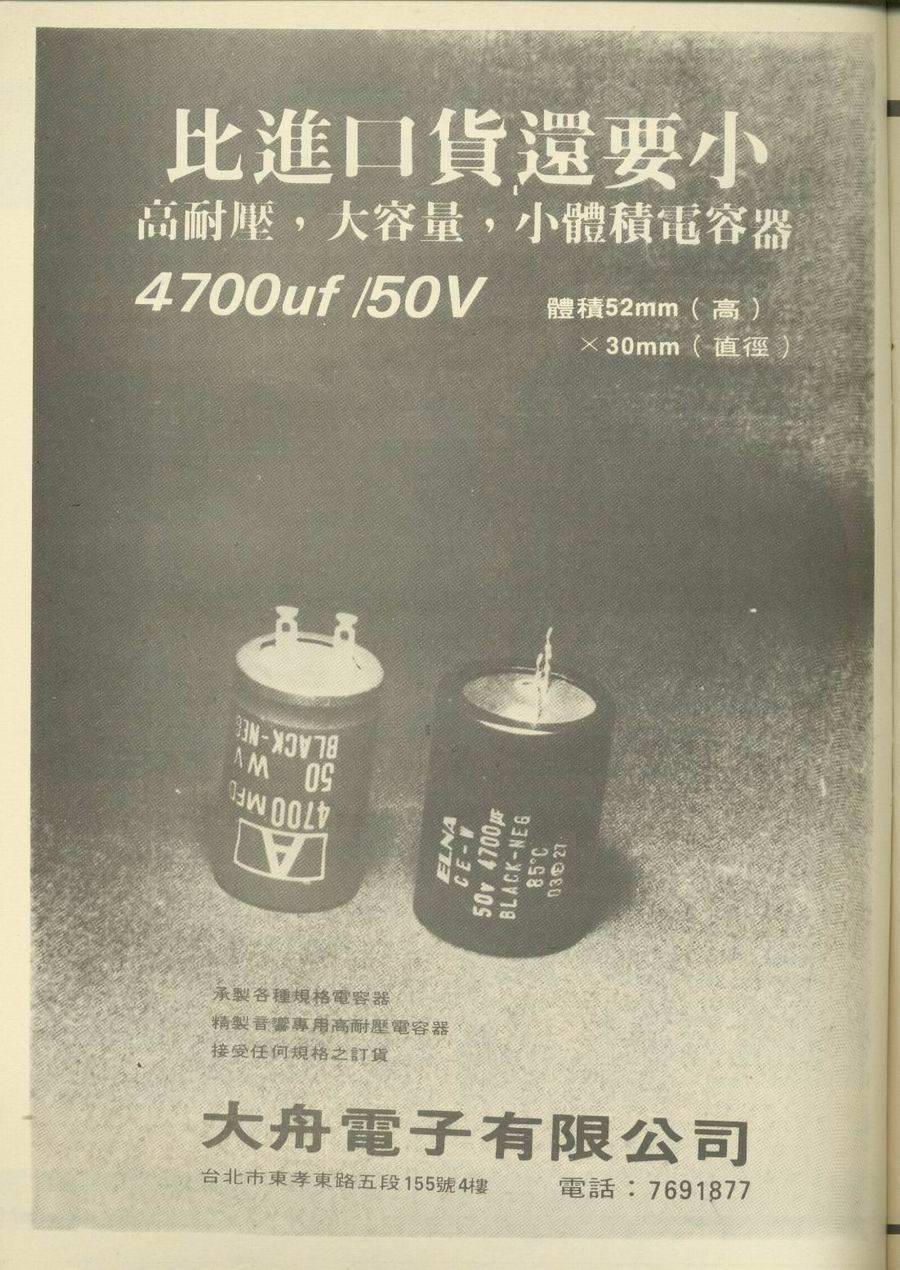 比進口貨還要小
高耐壓，大容量，小體積電容器
4700uf /50V
體積52mm（高）
×30mm（直徑）
BLACK-NEG
50 WV
4700 MFD
A
ELNA
CE-W
50V 4700μF
BLACK-NEG
85°C
承製各種規格電容器
精製音響專用高耐壓電容器
接受任何規格之訂貨
大舟電子有限公司
台北市東孝東路五段155號4樓
電話：7691877